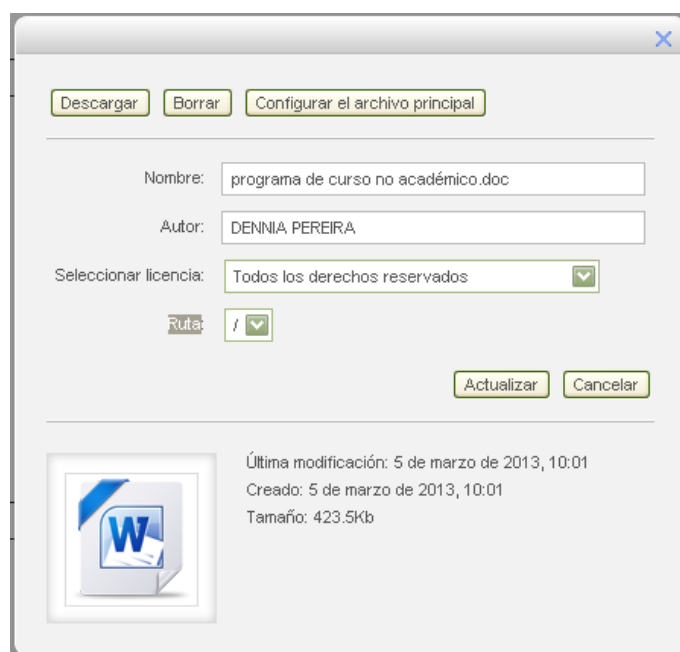 Descargar Borrar Configurar el archivo principal
Nombre: programa de curso no académico.doc
Autor: DENNIA PEREIRA
Seleccionar licencia: Todos los derechos reservados
Ruta: /
Actualizar Cancelar
Última modificación: 5 de marzo de 2013, 10:01
Creado: 5 de marzo de 2013, 10:01
Tamaño: 423.5Kb
W